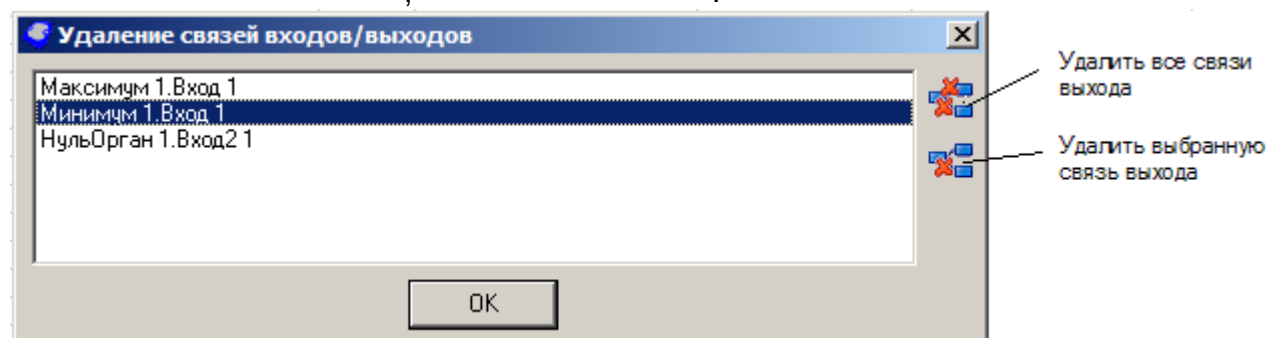 Удаление связей входов/выходов
Максимум 1.Вход 1
Минимум 1.Вход 1
НульОрган 1.Вход2 1
OK
Удалить все связи
выхода
Удалить выбранную
связь выхода